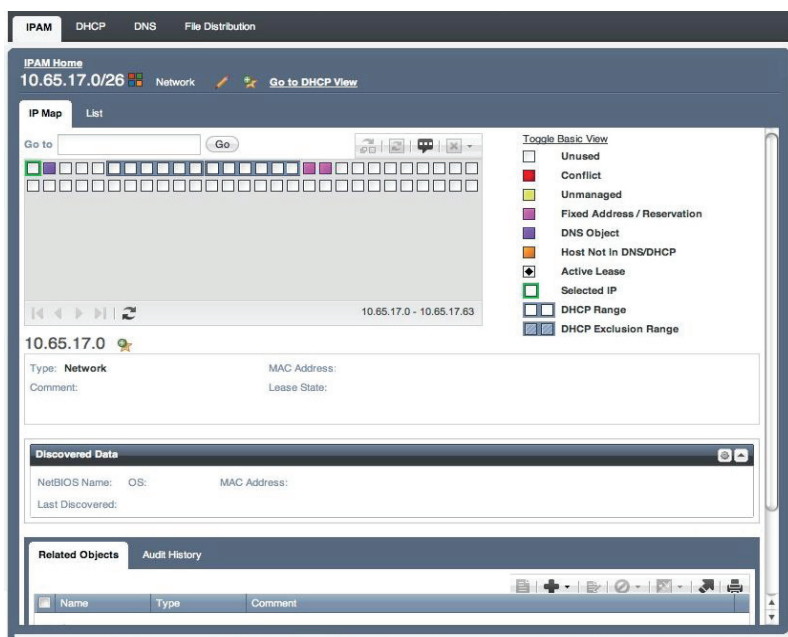 IPAM DHCP DNS File Distribution
IPAM Home
10.65.17.0/26 Network Go to DHCP View
IP Map List
Go to Go
Toggle Basic View
Unused
Conflict
Unmanaged
Fixed Address / Reservation
DNS Object
Host Not In DNS/DHCP
Active Lease
Selected IP
DHCP Range
DHCP Exclusion Range
10.65.17.0 - 10.65.17.63
10.65.17.0
Type: Network MAC Address:
Comment: Lease State:
Discovered Data
NetBIOS Name: OS: MAC Address:
Last Discovered:
Related Objects Audit History
Name Type Comment